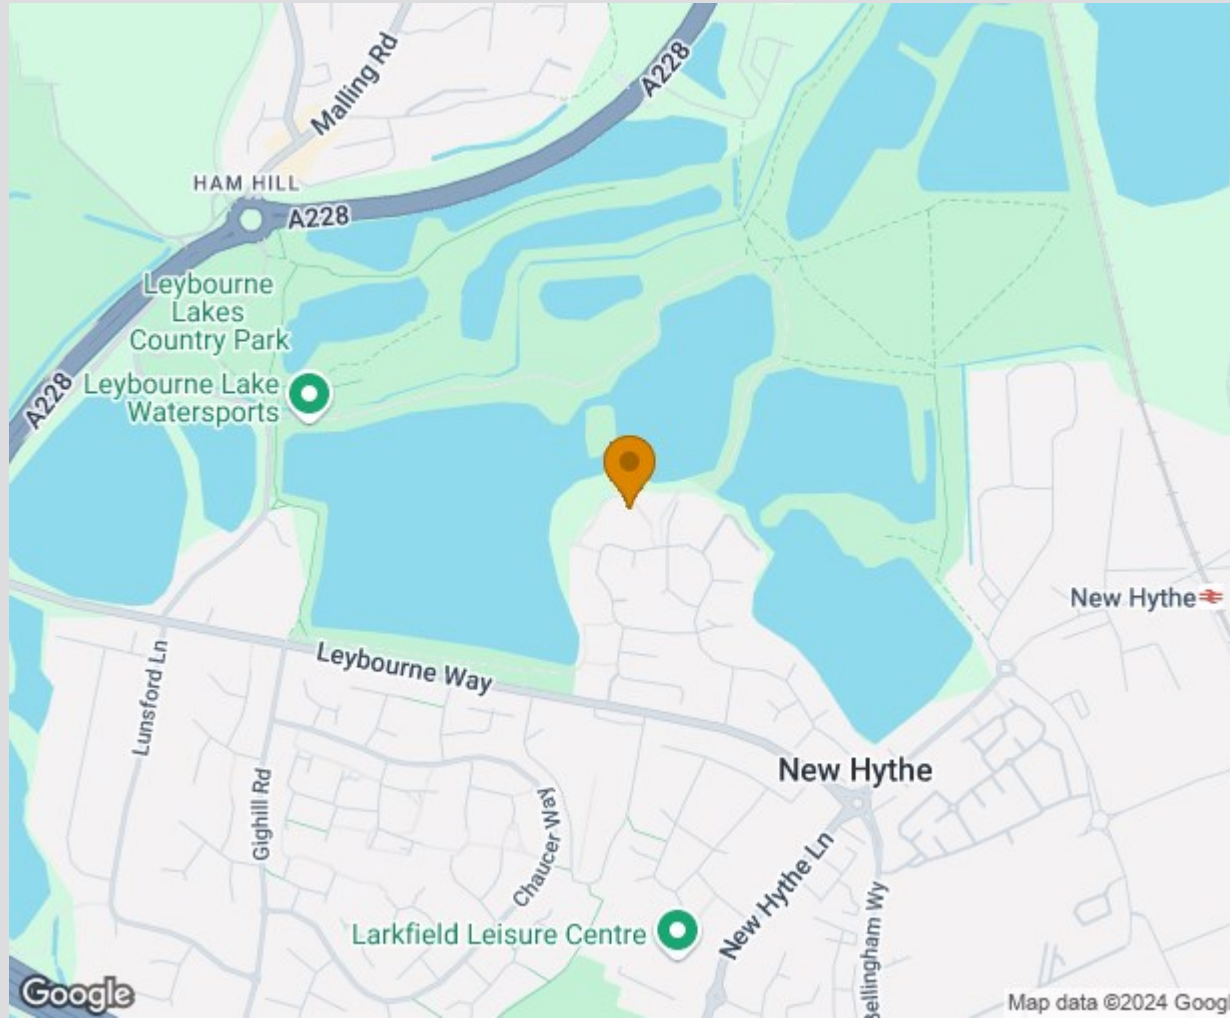 Malling Rd
A228
HAM HILL
A228
Leybourne
Lakes
Country Park
Leybourne Lake
Watersports
A228
New Hythe
Leybourne Way
Lunsford Ln
Gighill Rd
New Hythe
Chaucer Way
New Hythe Ln
Bellingham Wy
Larkfield Leisure Centre
Google
Map data ©2024 Googl